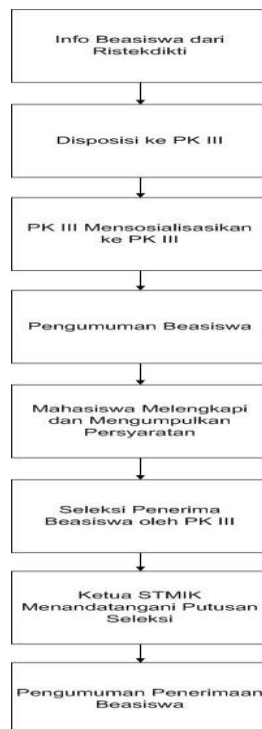 Info Beasiswa dari
Ristekdikti
Disposisi ke PK III
PK III Mensosialisasikan
ke PK III
Pengumuman Beasiswa
Mahasiswa Melengkapi
dan Mengumpulkan
Persyaratan
Seleksi Penerima
Beasiswa oleh PK III
Ketua STMIK
Menandatangani Putusan
Seleksi
Pengumuman Penerimaan
Beasiswa